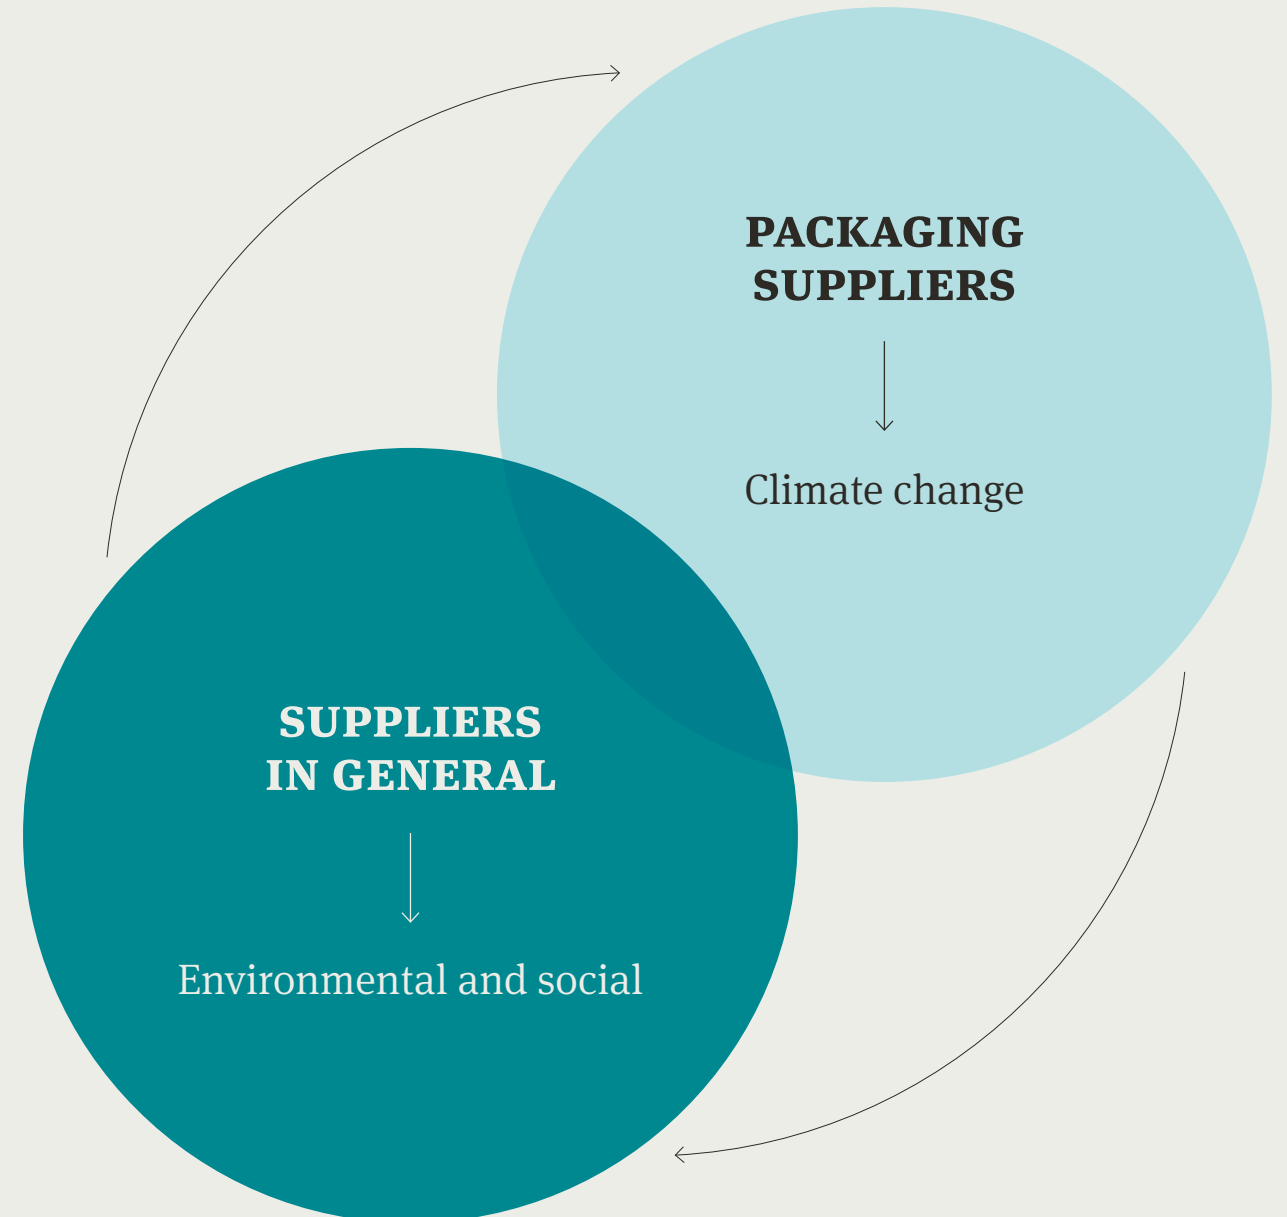 PACKAGING
SUPPLIERS
Climate change
SUPPLIERS
IN GENERAL
Environmental and social